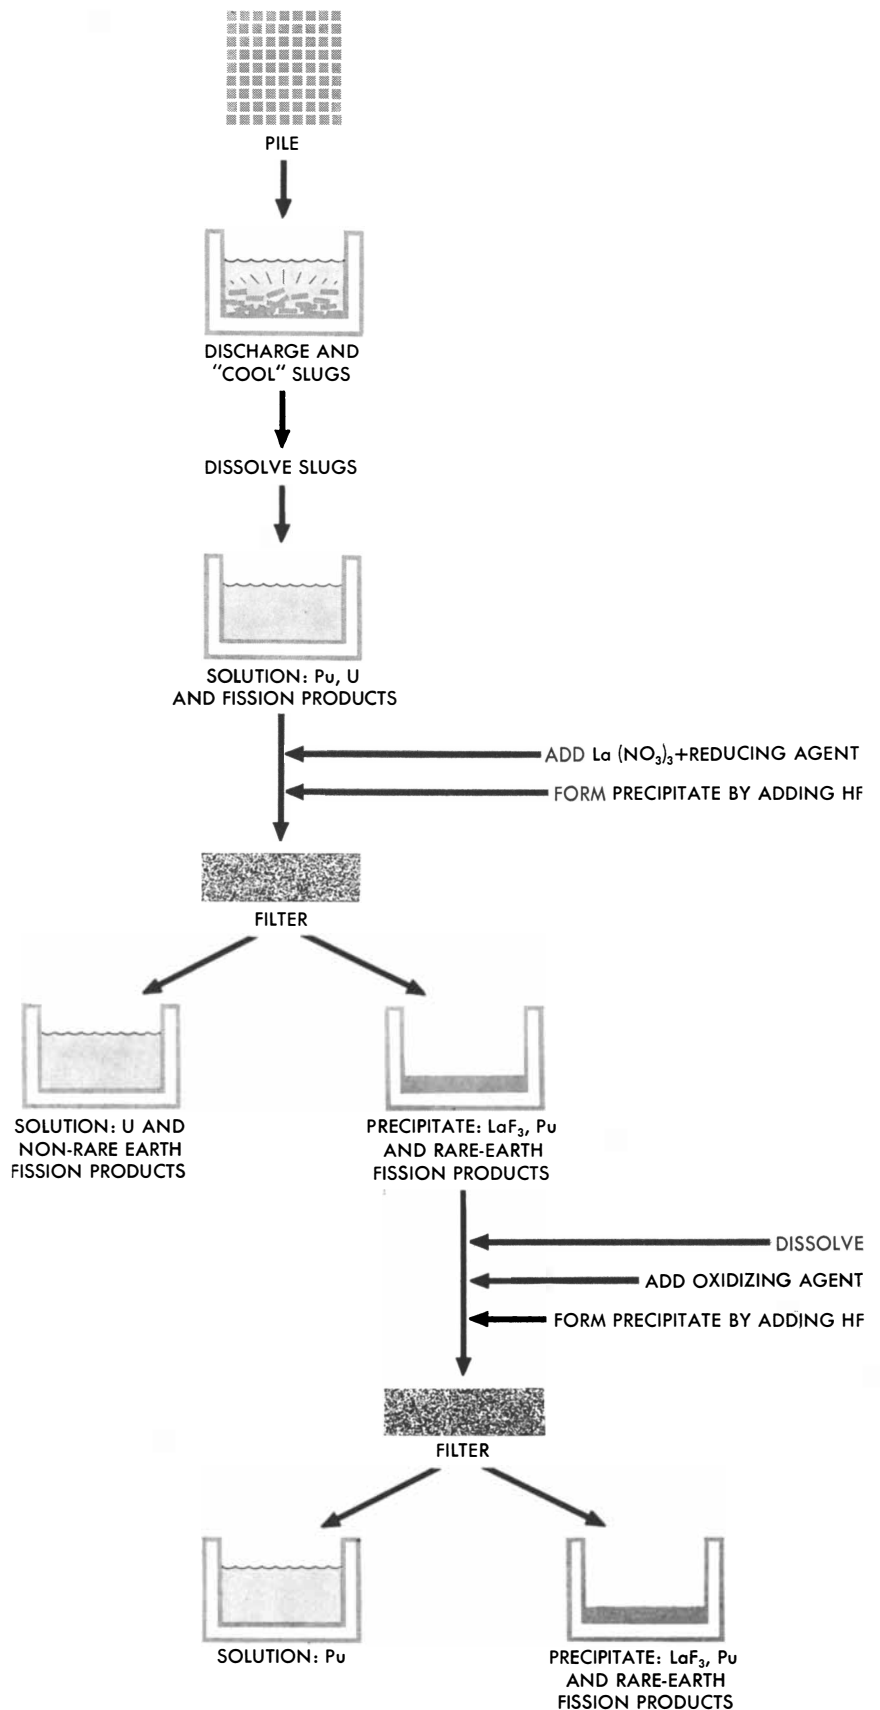 PILE
DISCHARGE AND
"COOL" SLUGS
DISSOLVE SLUGS
SOLUTION: Pu, U
AND FISSION PRODUCTS
ADD La (NO₃)₃+REDUCING AGENT
FORM PRECIPITATE BY ADDING HF
FILTER
SOLUTION: U AND
NON-RARE EARTH
FISSION PRODUCTS
PRECIPITATE: LaF₃, Pu
AND RARE-EARTH
FISSION PRODUCTS
DISSOLVE
ADD OXIDIZING AGENT
FORM PRECIPITATE BY ADDING HF
FILTER
SOLUTION: Pu
PRECIPITATE: LaF₃, Pu
AND RARE-EARTH
FISSION PRODUCTS